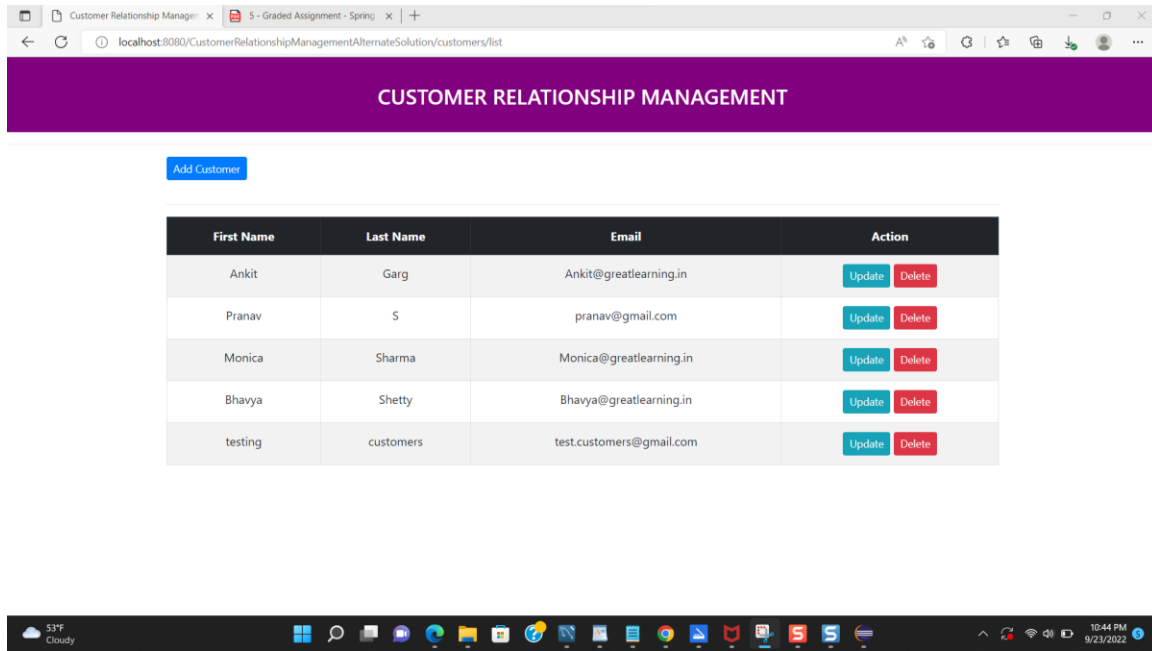 Customer Relationship Managem
5 - Graded Assignment - Spring
localhost:8080/CustomerRelationshipManagementAlternateSolution/customers/list
CUSTOMER RELATIONSHIP MANAGEMENT
Add Customer
First Name Last Name Email Action
Ankit Garg Ankit@greatlearning.in Update Delete
Pranav S pranav@gmail.com Update Delete
Monica Sharma Monica@greatlearning.in Update Delete
Bhavya Shetty Bhavya@greatlearning.in Update Delete
testing customers test.customers@gmail.com Update Delete
53°F
Cloudy
10:44 PM
9/23/2022
5